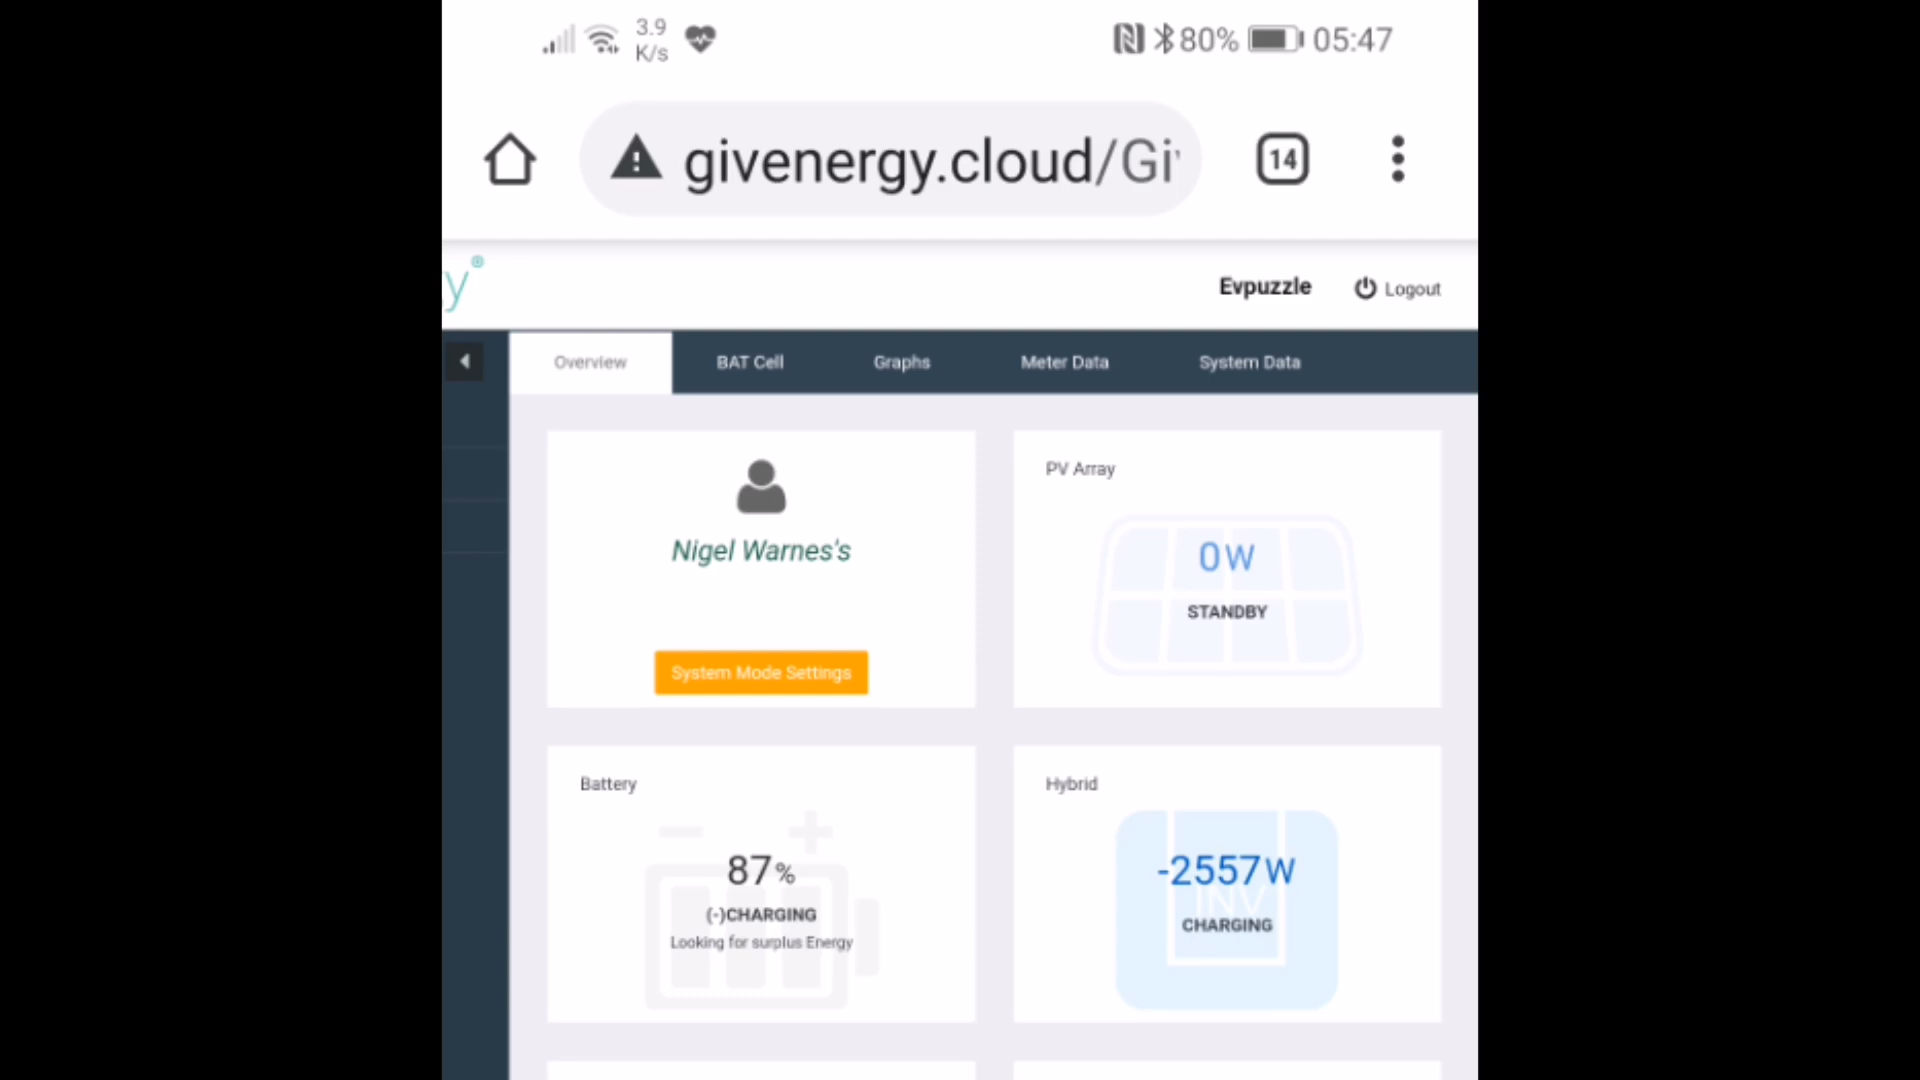 3.9
K/s
80%
05:47
givenergy.cloud/Gi
14
y®
Evpuzzle
Logout
Overview
BAT Cell
Graphs
Meter Data
System Data
Nigel Warnes's
System Mode Settings
PV Array
0W
STANDBY
Battery
87%
(-)CHARGING
Looking for surplus Energy
Hybrid
-2557W
INV
CHARGING